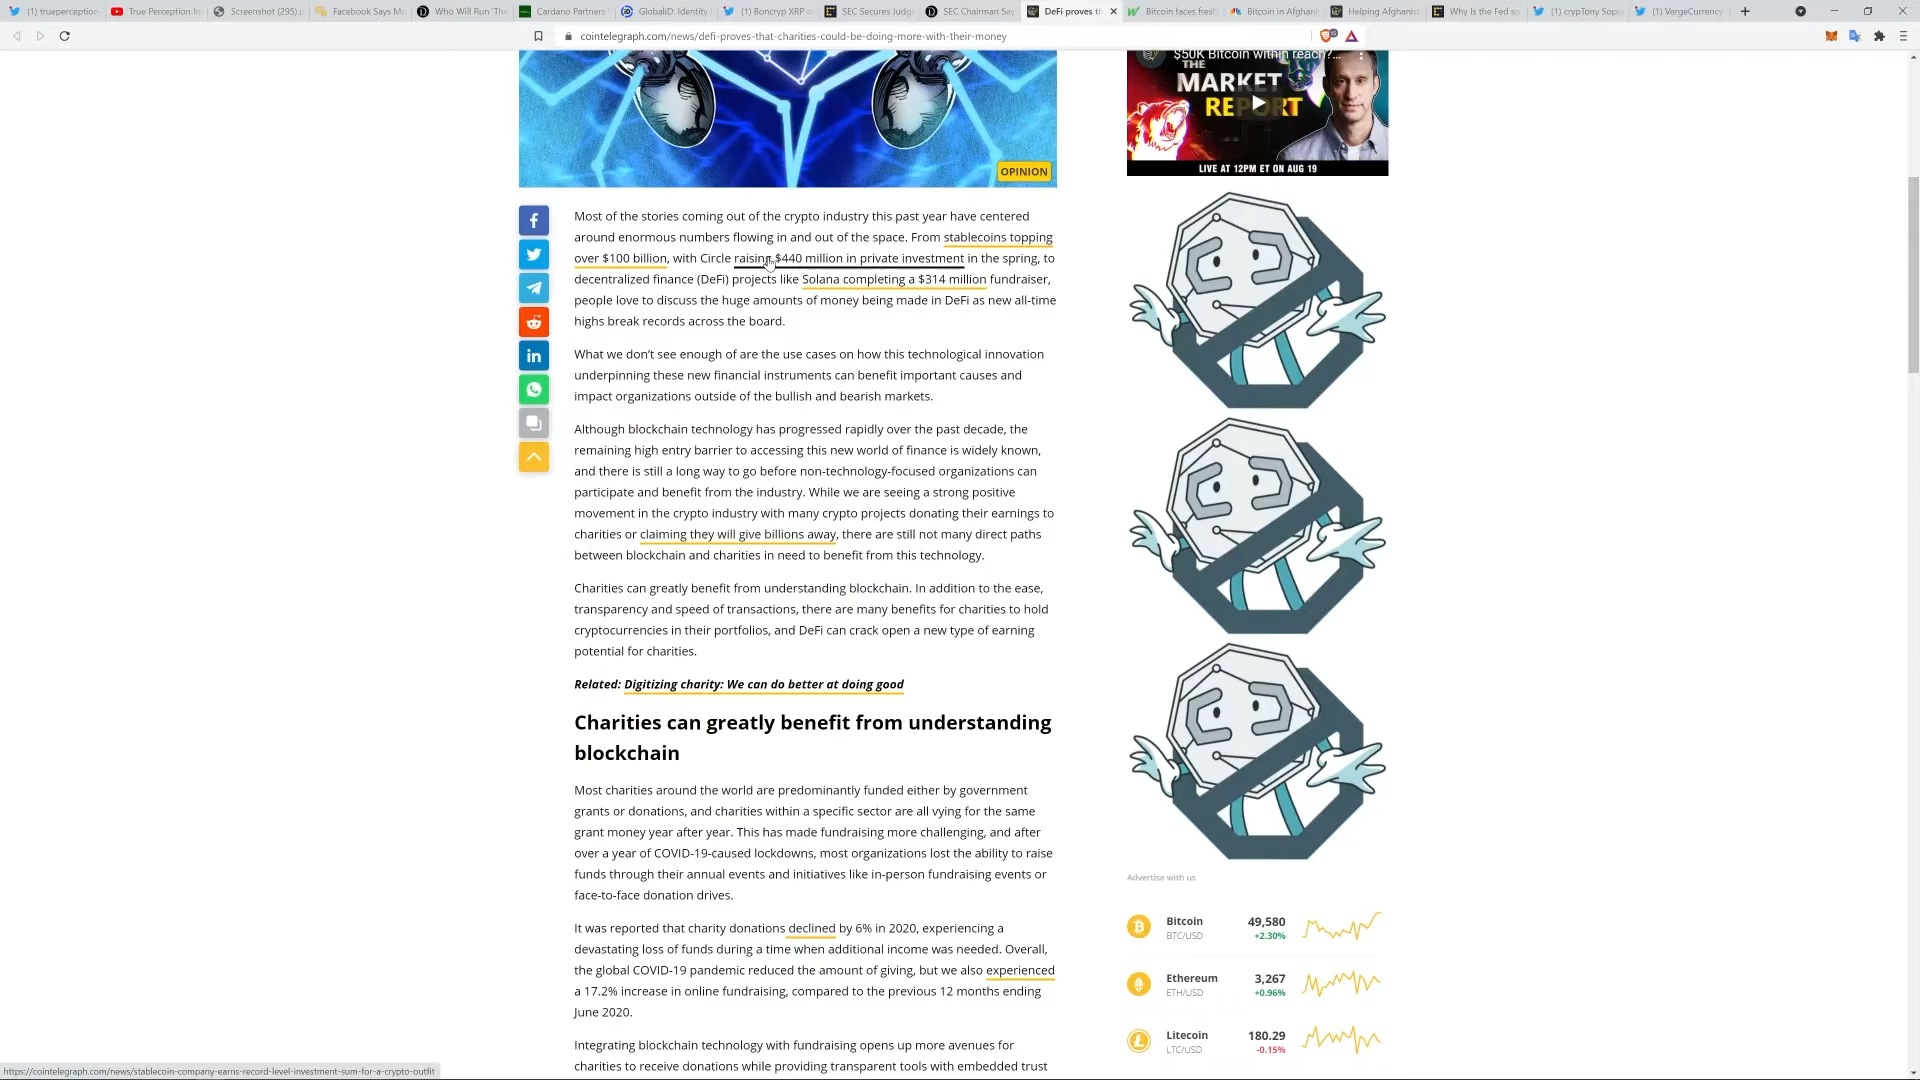 (1) trueperception
True Perception In
Screenshot (295).p
Facebook Says Mo
Who Will Run 'The
Cardano Partners
GlobaliD: Identity
(1) Boncryp XRP o
SEC Secures Judg
SEC Chairman Say
DeFi proves th
Bitcoin faces fresh
Bitcoin in Afghani
Helping Afghanist
Why Is the Fed so
(1) crypTony Sopra
(1) VergeCurrency
cointelegraph.com/news/defi-proves-that-charities-could-be-doing-more-with-their-money
OPINION
Most of the stories coming out of the crypto industry this past year have centered
around enormous numbers flowing in and out of the space. From stablecoins topping
over $100 billion, with Circle raising $440 million in private investment in the spring, to
decentralized finance (DeFi) projects like Solana completing a $314 million fundraiser,
people love to discuss the huge amounts of money being made in DeFi as new all-time
highs break records across the board.
What we don't see enough of are the use cases on how this technological innovation
underpinning these new financial instruments can benefit important causes and
impact organizations outside of the bullish and bearish markets.
Although blockchain technology has progressed rapidly over the past decade, the
remaining high entry barrier to accessing this new world of finance is widely known,
and there is still a long way to go before non-technology-focused organizations can
participate and benefit from the industry. While we are seeing a strong positive
movement in the crypto industry with many crypto projects donating their earnings to
charities or claiming they will give billions away, there are still not many direct paths
between blockchain and charities in need to benefit from this technology.
Charities can greatly benefit from understanding blockchain. In addition to the ease,
transparency and speed of transactions, there are many benefits for charities to hold
cryptocurrencies in their portfolios, and DeFi can crack open a new type of earning
potential for charities.
Related: Digitizing charity: We can do better at doing good
Charities can greatly benefit from understanding
blockchain
Most charities around the world are predominantly funded either by government
grants or donations, and charities within a specific sector are all vying for the same
grant money year after year. This has made fundraising more challenging, and after
over a year of COVID-19-caused lockdowns, most organizations lost the ability to raise
funds through their annual events and initiatives like in-person fundraising events or
face-to-face donation drives.
It was reported that charity donations declined by 6% in 2020, experiencing a
devastating loss of funds during a time when additional income was needed. Overall,
the global COVID-19 pandemic reduced the amount of giving, but we also experienced
a 17.2% increase in online fundraising, compared to the previous 12 months ending
June 2020.
Integrating blockchain technology with fundraising opens up more avenues for
charities to receive donations while providing transparent tools with embedded trust
$50K Bitcoin within reach?...
THE
MARKET
REPORT
LIVE AT 12PM ET ON AUG 19
Advertise with us
Bitcoin 49,580
BTC/USD +2.30%
Ethereum 3,267
ETH/USD +0.96%
Litecoin 180.29
LTC/USD -0.15%
https://cointelegraph.com/news/stablecoin-company-earns-record-level-investment-sum-for-a-crypto-outfit